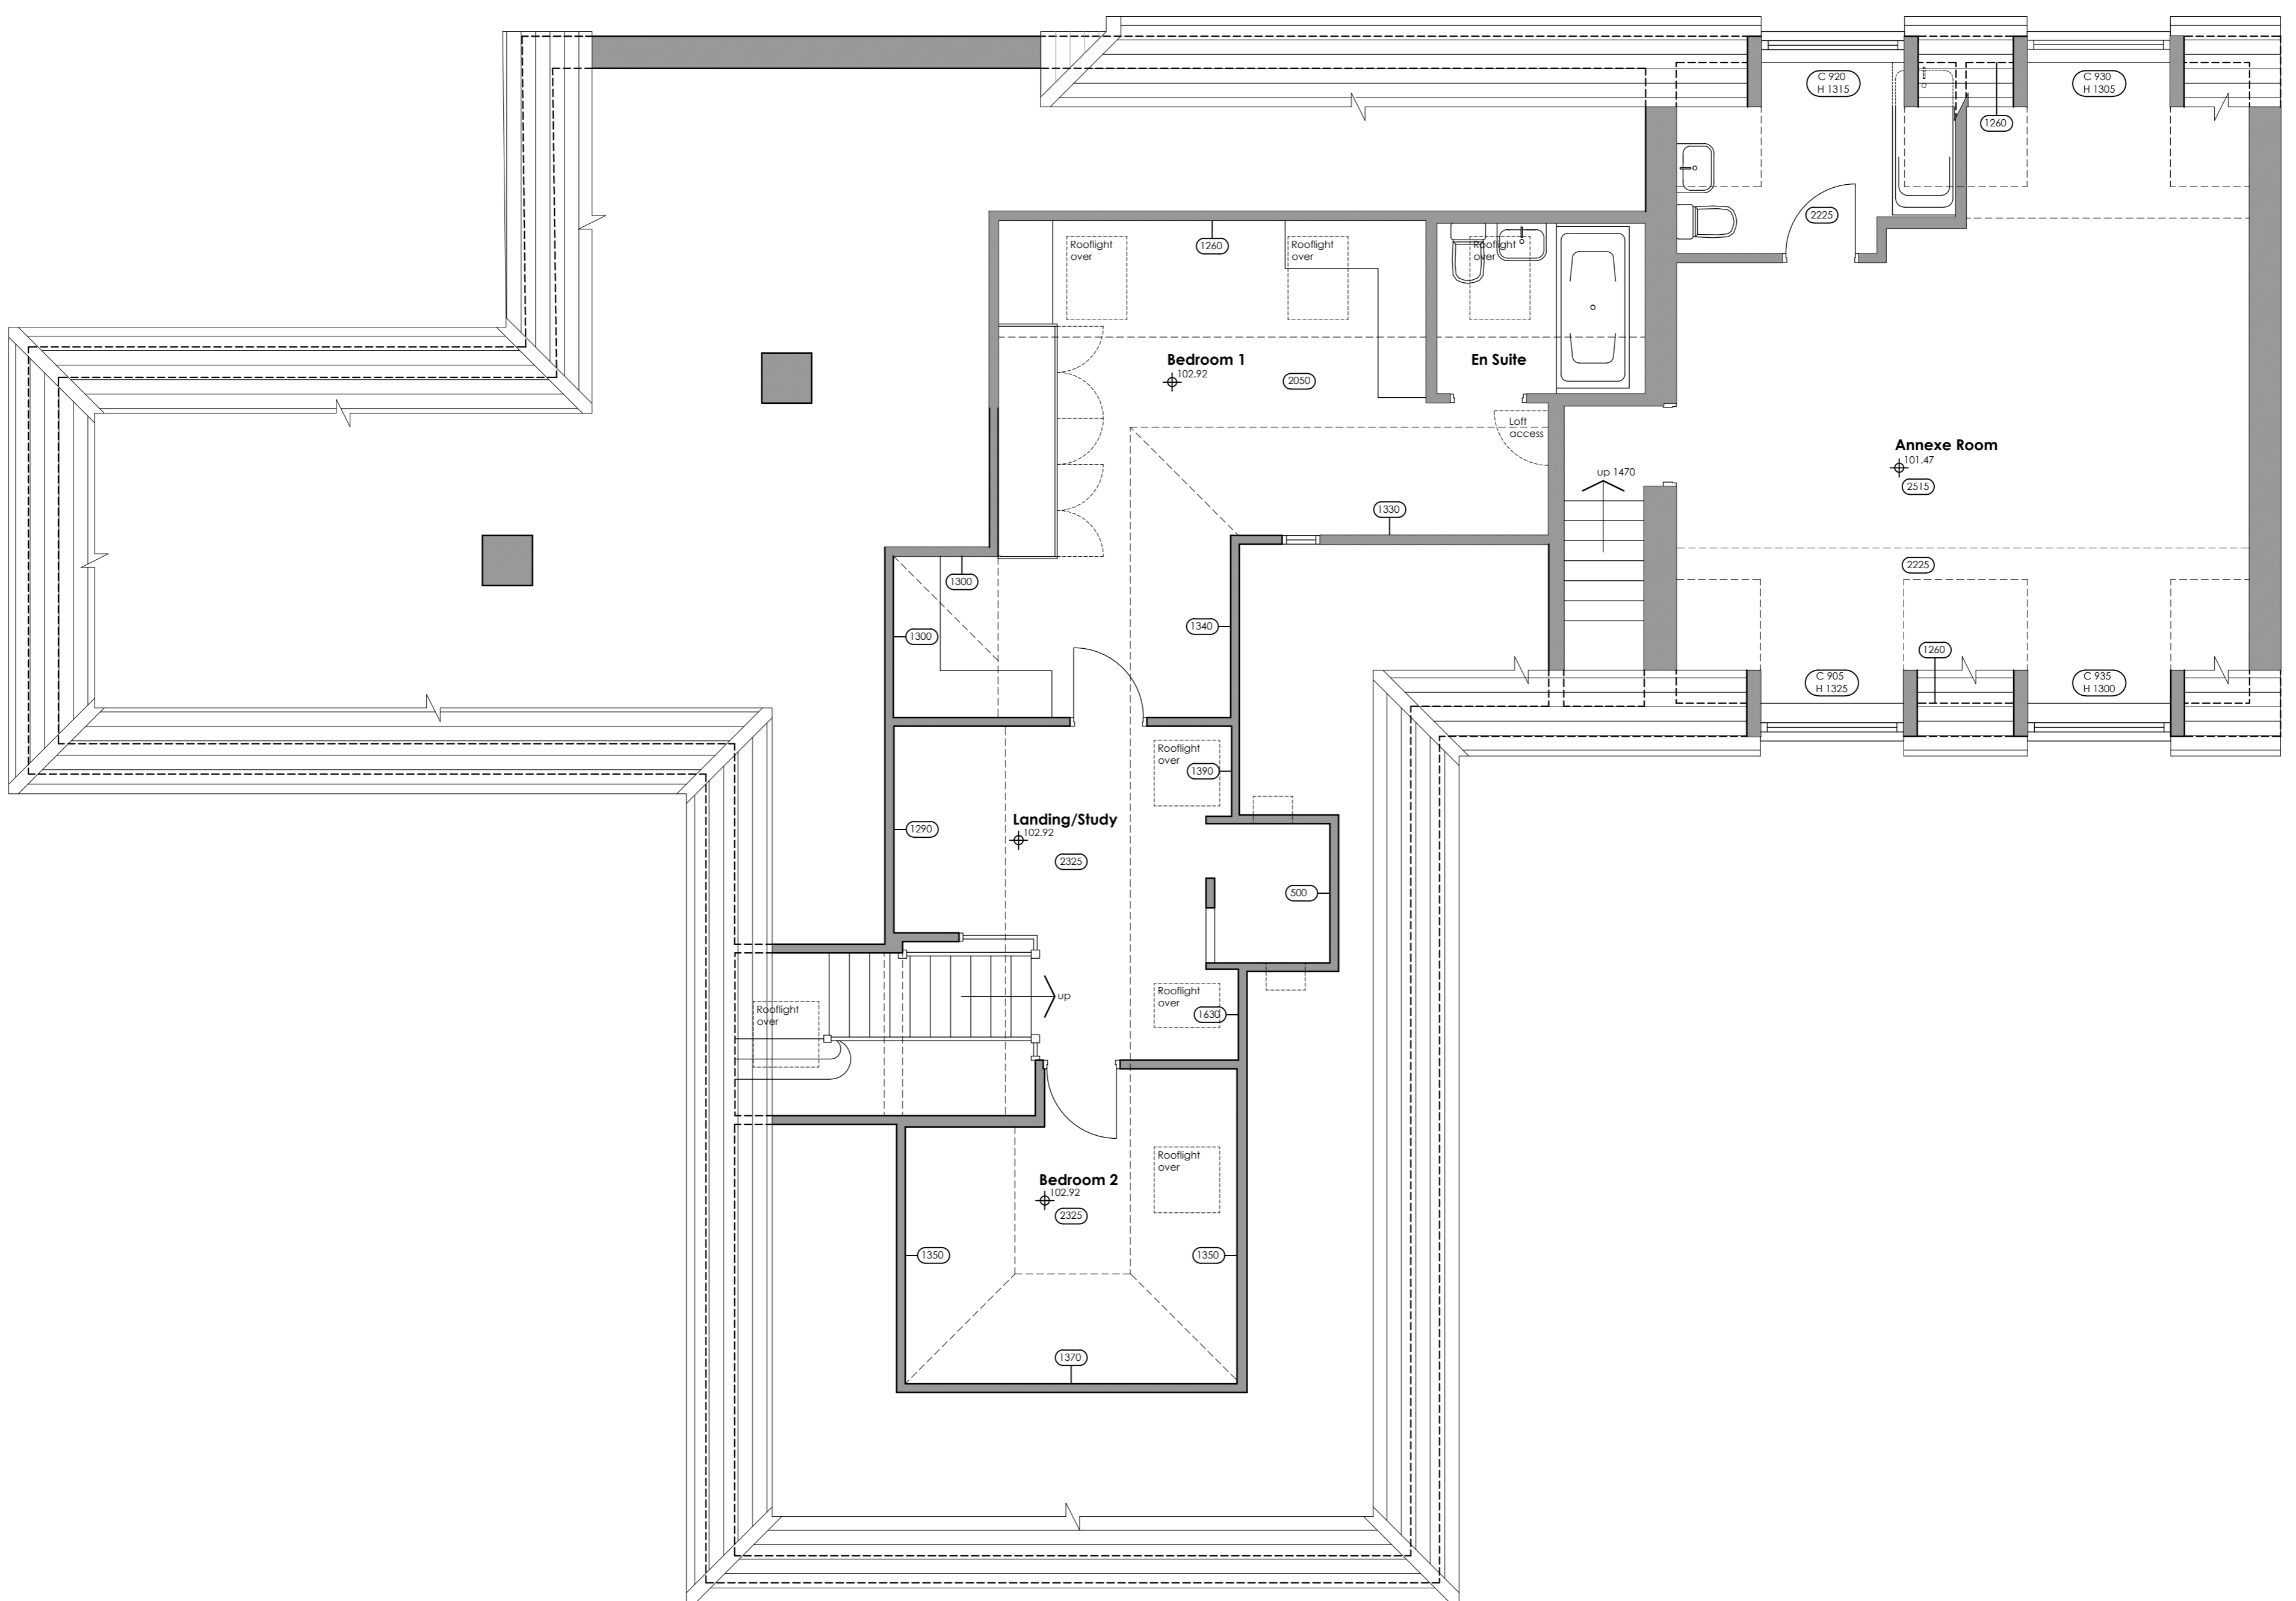 C 920
H 1315
C 930
H 1305
1260
2225
Rooflight
over
1260
Rooflight
over
Rooflight
over
Bedroom 1
102.92
2050
En Suite
Loft
access
Annexe Room
101.47
2515
up 1470
1330
2225
1300
1300
1340
1260
C 905
H 1325
C 935
H 1300
Rooflight
over
1390
Landing/Study
102.92
1290
2325
500
Rooflight
over
1630
up
Rooflight
over
Rooflight
over
Bedroom 2
102.92
2325
1350
1350
1370